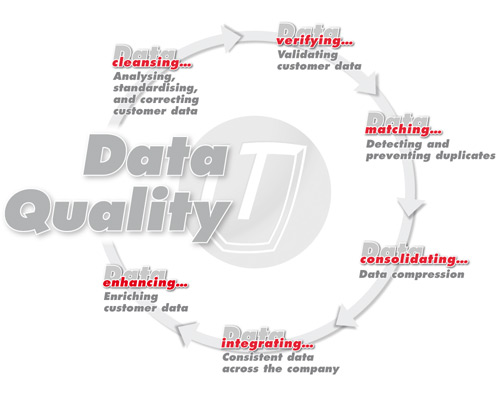 Data
cleansing...
Analysing,
standardising,
and correcting
customer data
Data
verifying...
Validating
customer data
Data
matching...
Detecting and
preventing duplicates
Data
consolidating...
Data compression
Data
integrating...
Consistent data
across the company
Data
enhancing...
Enriching
customer data
Data
Quality
T